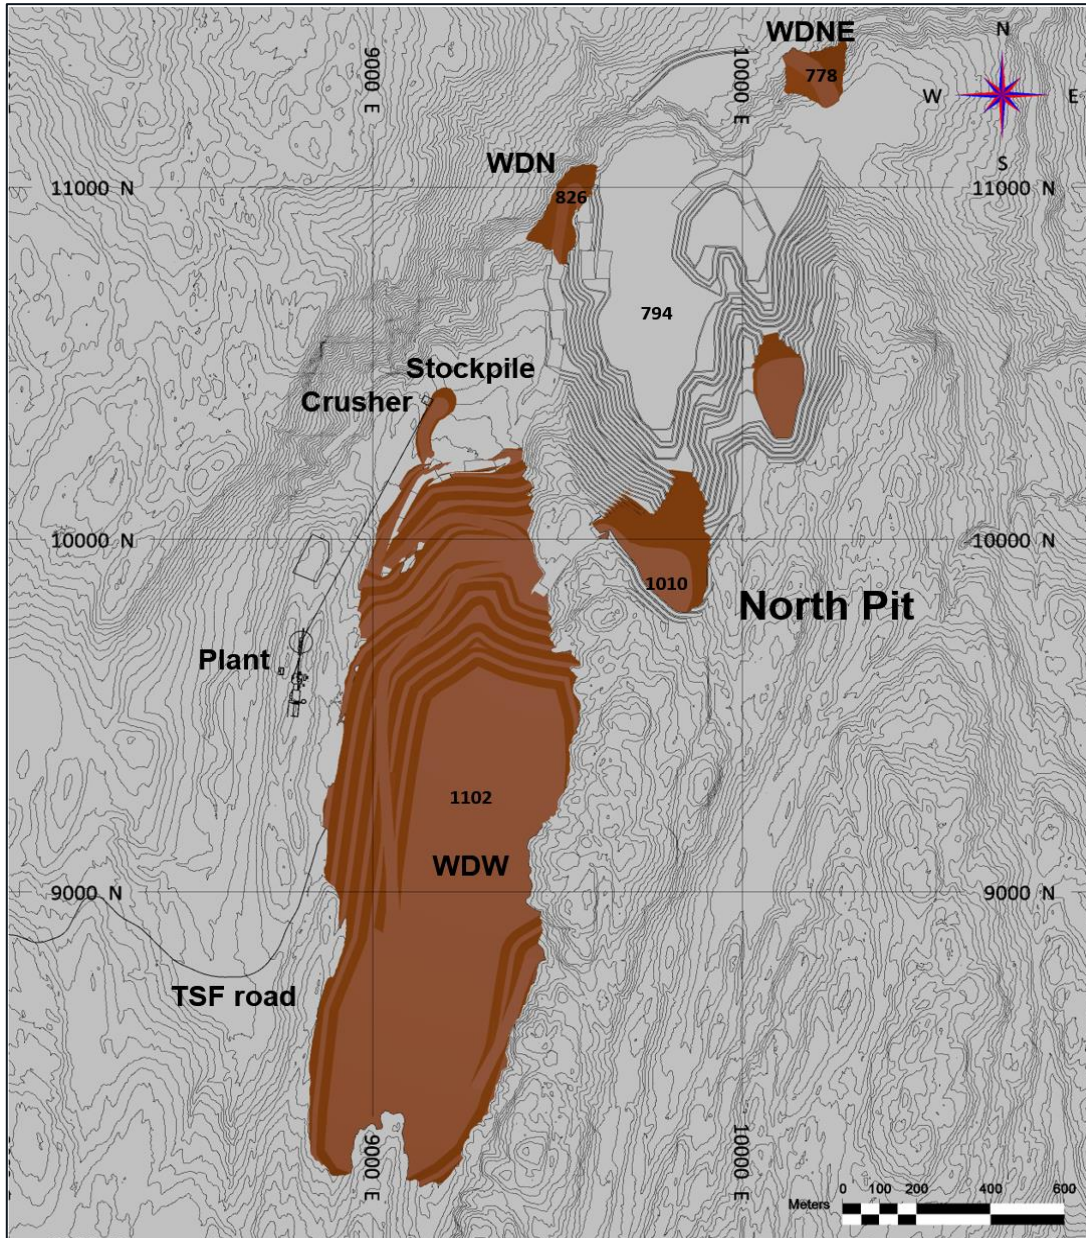 WDNE
N
9000 E
10000 E
778
W
E
WDN
S
11000 N
11000 N
826
794
Stockpile
Crusher
10000 N
10000 N
1010
North Pit
Plant
1102
WDW
9000 N
9000 N
TSF road
9000 E
10000 E
0 100 200 400 600
Meters